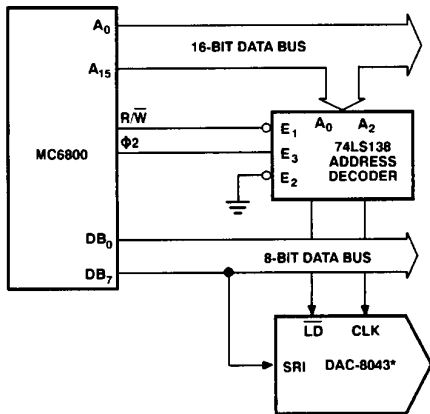 A0
16-BIT DATA BUS
A15
R/W̅
ϕ2
MC6800
E1
A0 A2
E3
74LS138
ADDRESS
DECODER
E2
DB0
8-BIT DATA BUS
DB7
L̅D̅ CLK
SRI DAC-8043*